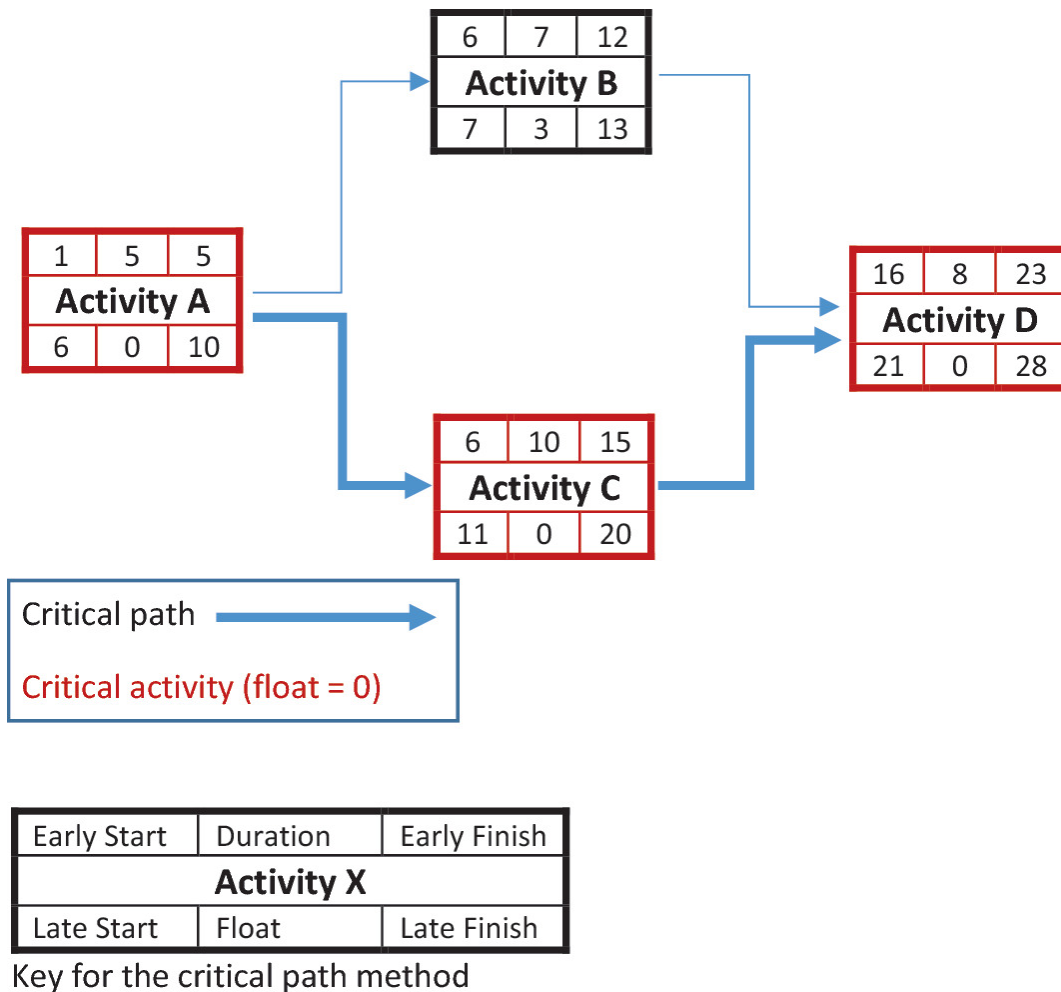 6 7 12
Activity B
7 3 13
1 5 5
Activity A
6 0 10
16 8 23
Activity D
21 0 28
6 10 15
Activity C
11 0 20
Critical path
Critical activity (float = 0)
Early Start Duration Early Finish
Activity X
Late Start Float Late Finish
Key for the critical path method